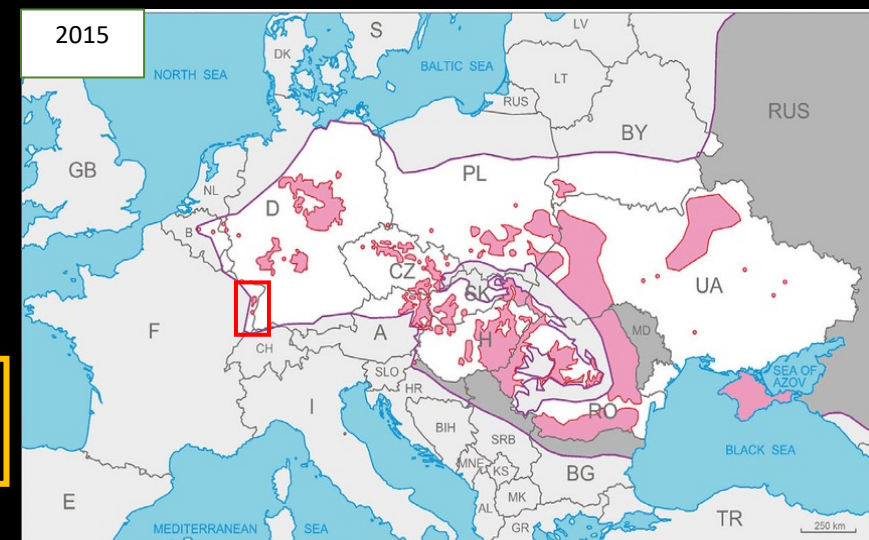 2015
S
LV
DK
NORTH SEA
BALTIC SEA
LT
RUS
RUS
BY
GB
PL
NL
D
B
CZ
UA
SK
F
A
H
MD
CH
SLO
SEA OF
AZOV
HR
RO
I
BIH
SRB
BLACK SEA
MNE
KS
BG
E
AL
MK
MEDITERRANEAN SEA
GR
TR
250 km